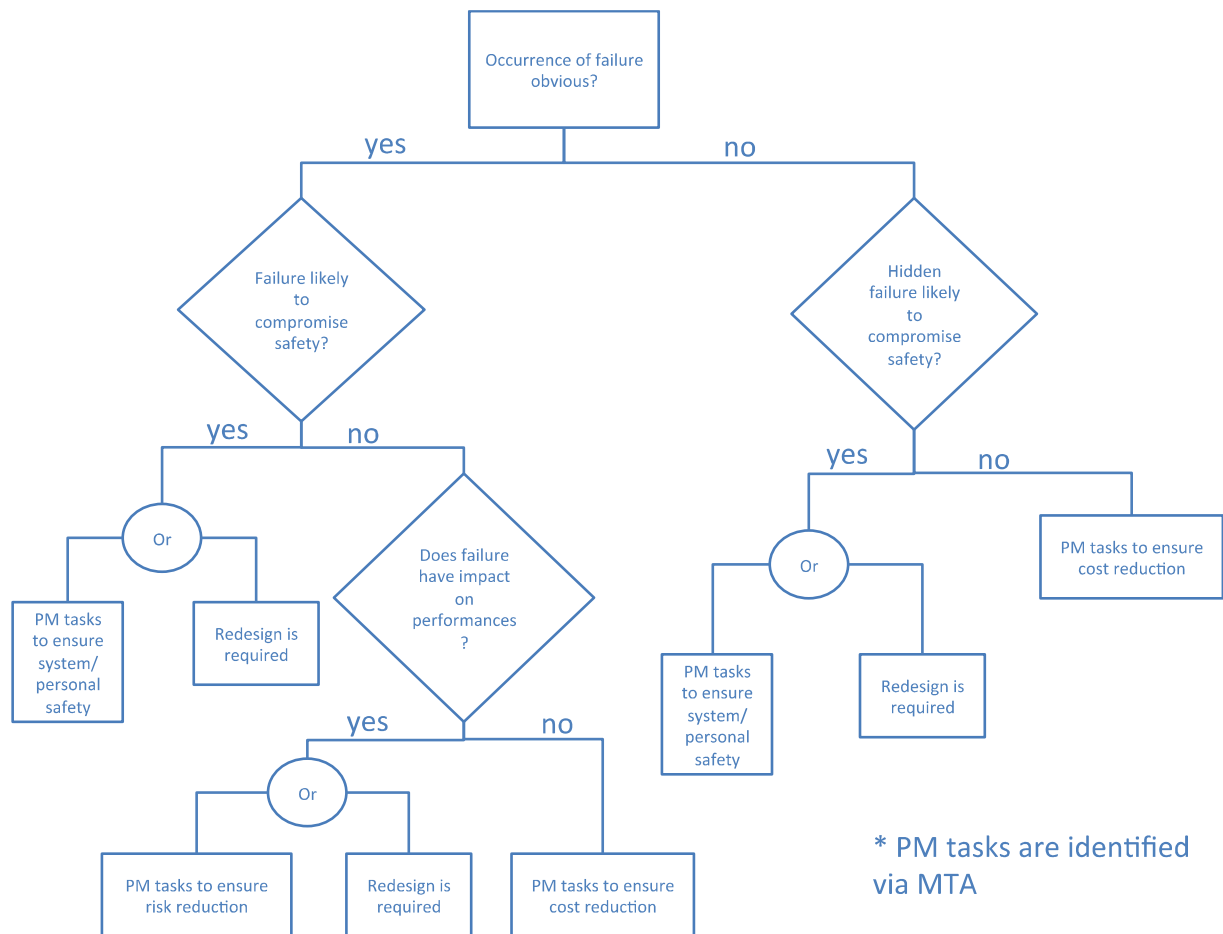 Occurrence of failure
obvious?
yes
no
Failure likely
to
compromise
safety?
Hidden
failure likely
to
compromise
safety?
yes
no
yes
no
Or
Does failure
have impact
on
performances
?
Or
PM tasks to ensure
cost reduction
PM tasks
to ensure
system/
personal
safety
Redesign is
required
PM tasks
to ensure
system/
personal
safety
Redesign is
required
yes
no
Or
PM tasks to ensure
risk reduction
Redesign is
required
PM tasks to ensure
cost reduction
* PM tasks are identified
via MTA